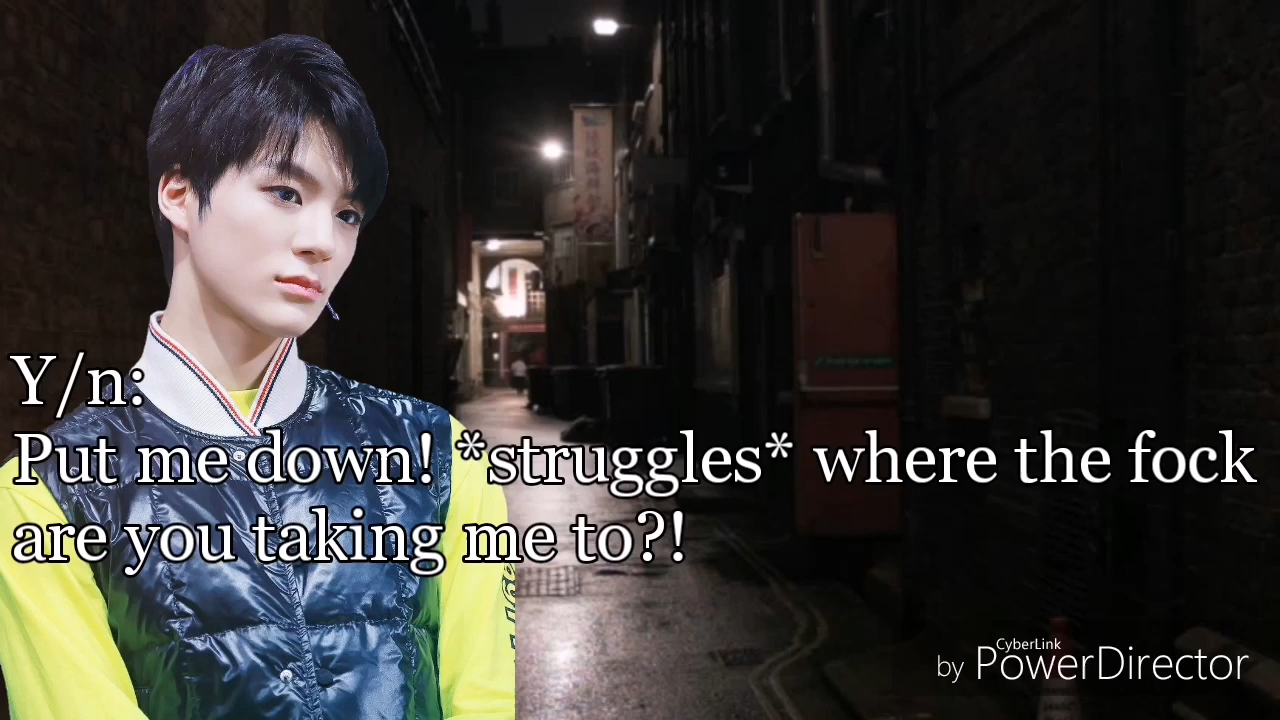 Y/n:
Put me down! *struggles* where the fock
are you taking me to?!
CyberLink
by PowerDirector